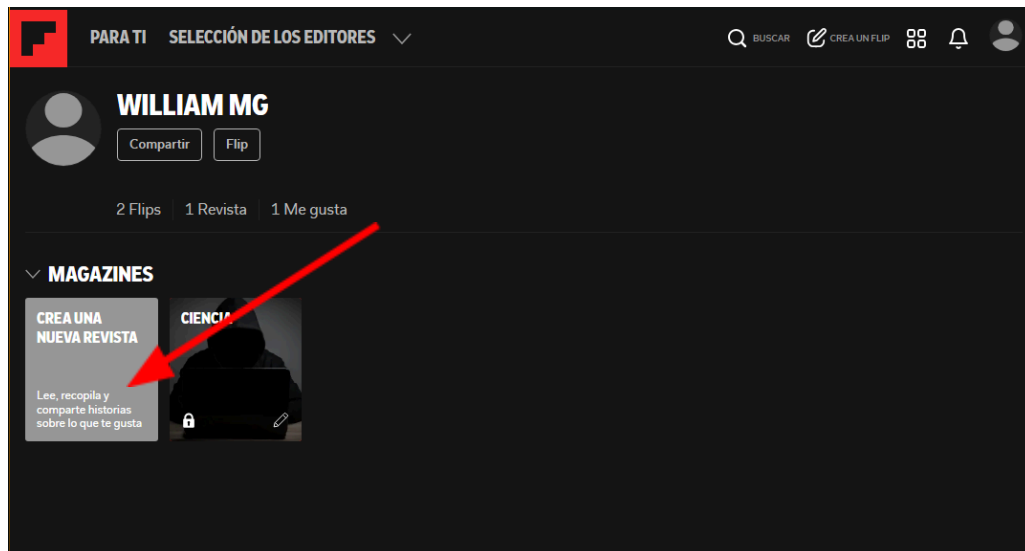 PARA TI SELECCIÓN DE LOS EDITORES BUSCAR CREA UN FLIP
WILLIAM MG
Compartir Flip
2 Flips 1 Revista 1 Me gusta
MAGAZINES
CREA UNA
NUEVA REVISTA
Lee, recopila y
comparte historias
sobre lo que te gusta
CIENCIA